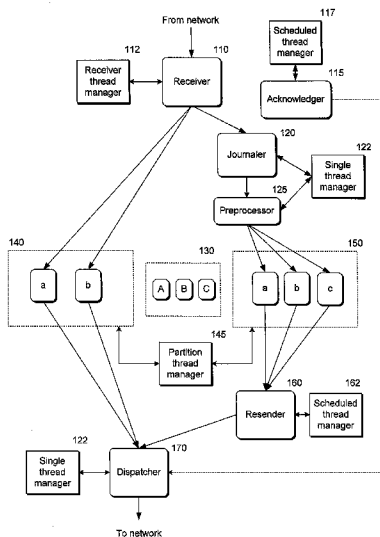 From network
117
Scheduled
thread
manager
112
110
Receiver
thread
manager
Receiver
115
Acknowledger
120
Journaler
122
Single
thread
manager
125
Preprocessor
140
130
150
a
b
A
B
C
a
b
c
145
Partition
thread
manager
160
162
Resender
Scheduled
thread
manager
122
170
Single
thread
manager
Dispatcher
To network